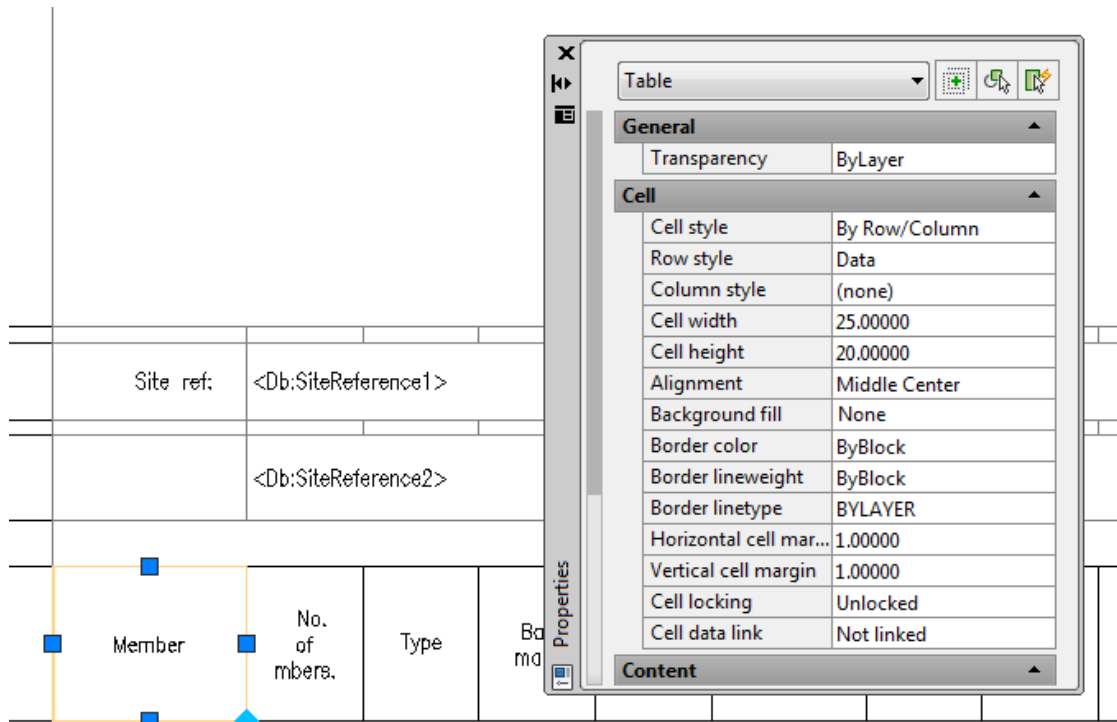 Table
General
Transparency ByLayer
Cell
Cell style By Row/Column
Row style Data
Column style (none)
Cell width 25.00000
Cell height 20.00000
Alignment Middle Center
Background fill None
Border color ByBlock
Border lineweight ByBlock
Border linetype BYLAYER
Horizontal cell mar... 1.00000
Vertical cell margin 1.00000
Cell locking Unlocked
Cell data link Not linked
Content
Properties
Site ref:
<Db:SiteReference1>
<Db:SiteReference2>
Member
No.
of
mbers.
Type
Ba
ma